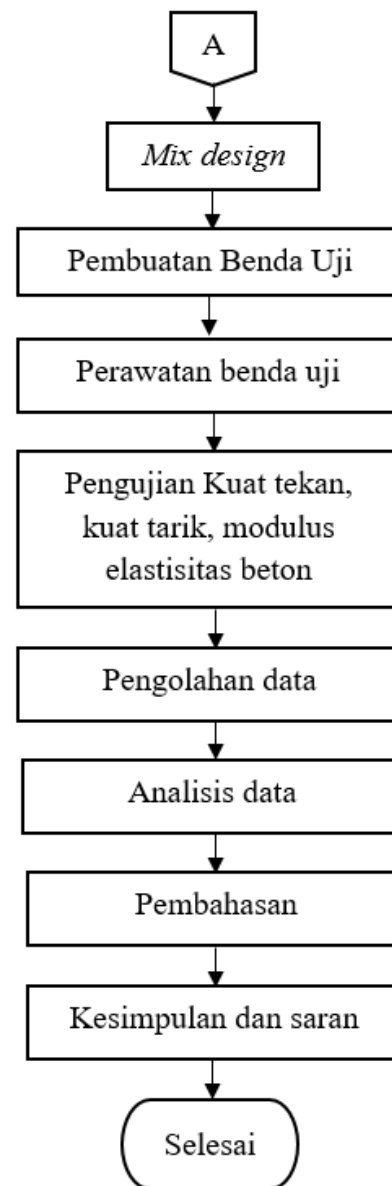 A
Mix design
Pembuatan Benda Uji
Perawatan benda uji
Pengujian Kuat tekan,
kuat tarik, modulus
elastisitas beton
Pengolahan data
Analisis data
Pembahasan
Kesimpulan dan saran
Selesai